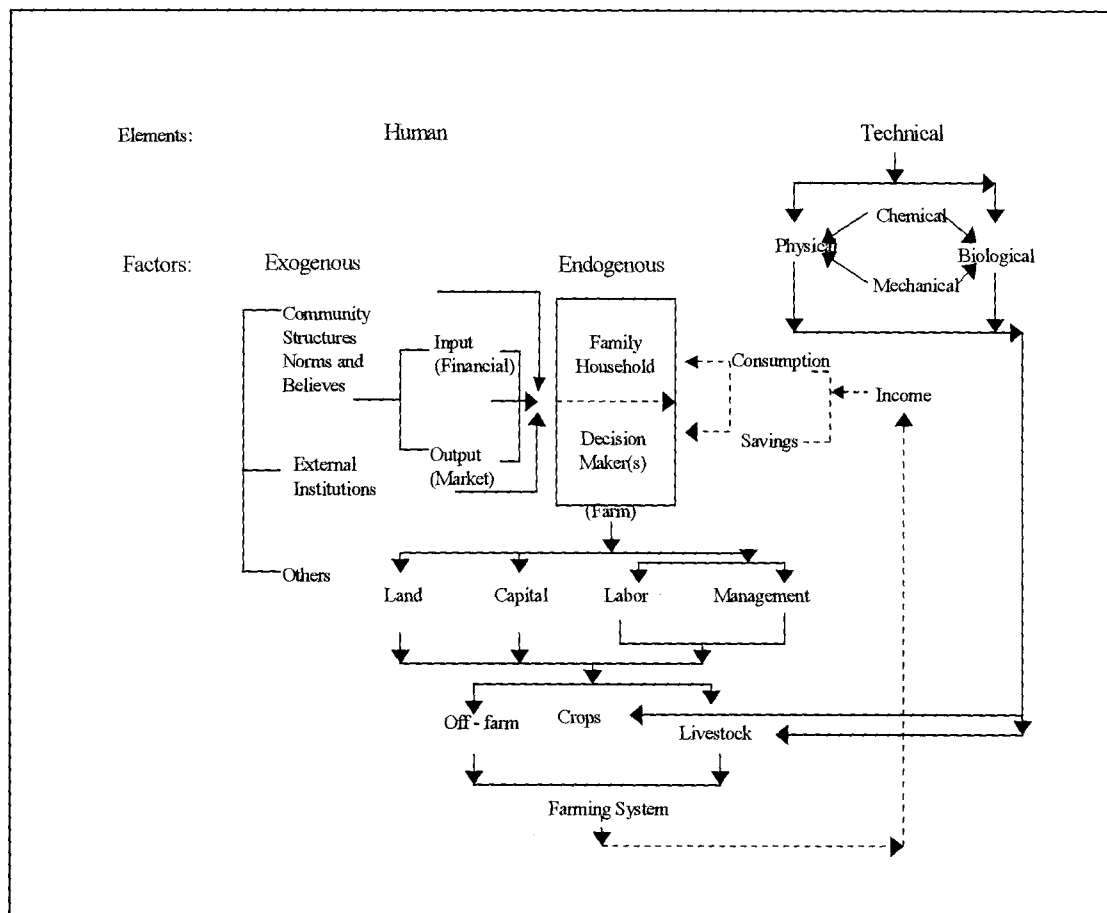 Elements:
Human
Technical
Chemical
Physical
Biological
Mechanical
Factors:
Exogenous
Endogenous
Community
Structures
Norms and
Believes
Input
(Financial)
Output
(Market)
External
Institutions
Others
Family
Household
Decision
Maker(s)
(Farm)
Consumption
Income
Savings
Land
Capital
Labor
Management
Off - farm
Crops
Livestock
Farming System